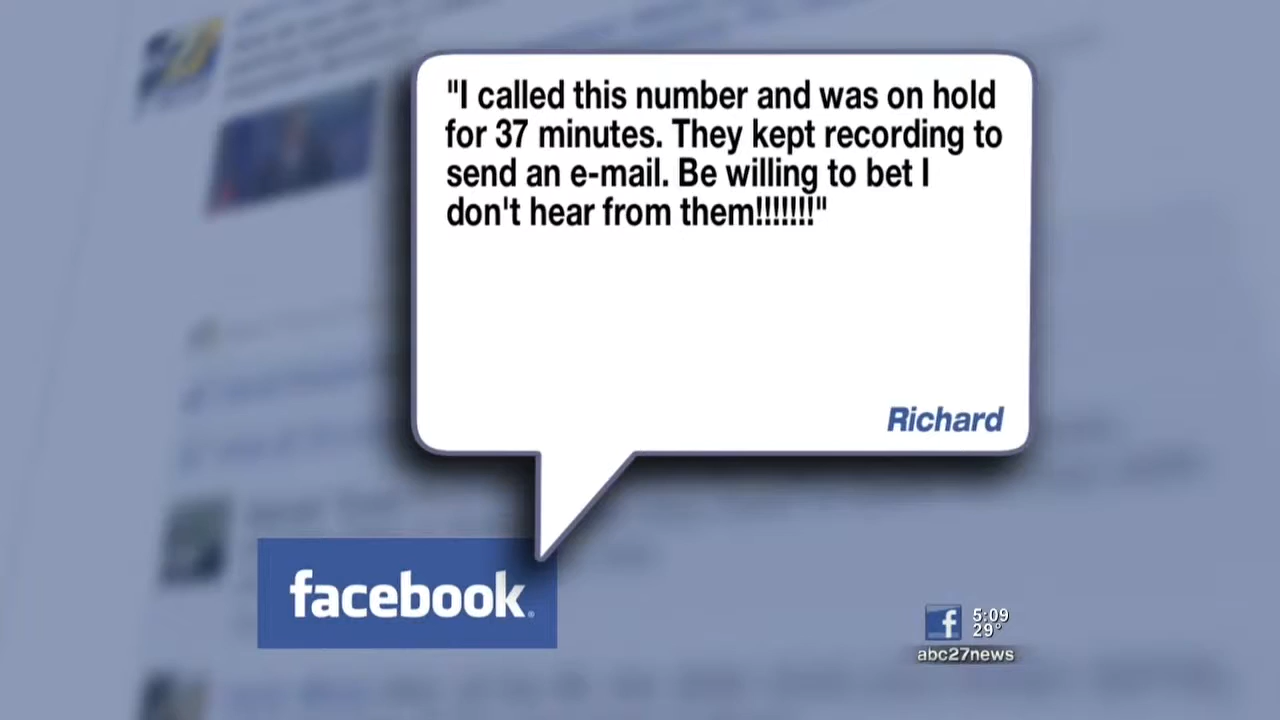 "I called this number and was on hold
for 37 minutes. They kept recording to
send an e-mail. Be willing to bet I
don't hear from them!!!!!!!"
Richard
facebook®
f 5:09
29°
abc27news